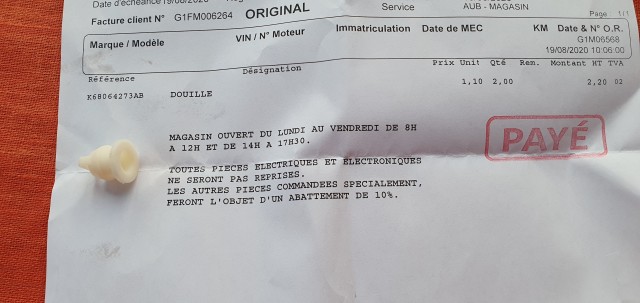 Date d'écheance19/08/2020
Service AUB - MAGASIN
Facture client N° G1FM006264 ORIGINAL
Page 1/1
Marque / Modèle VIN / N° Moteur Immatriculation Date de MEC KM Date & N° O.R.
G1M06568
19/08/2020 10:06:00
Référence Désignation Prix Unit Qté Rem. Montant HT TVA
K68064273AB DOUILLE 1,10 2,00 2,20 02
MAGASIN OUVERT DU LUNDI AU VENDREDI DE 8H
A 12H ET DE 14H A 17H30.
PAYÉ
TOUTES PIECES ELECTRIQUES ET ELECTRONIQUES
NE SERONT PAS REPRISES.
LES AUTRES PIECES COMMANDEES SPECIALEMENT,
FERONT L'OBJET D'UN ABATTEMENT DE 10%.